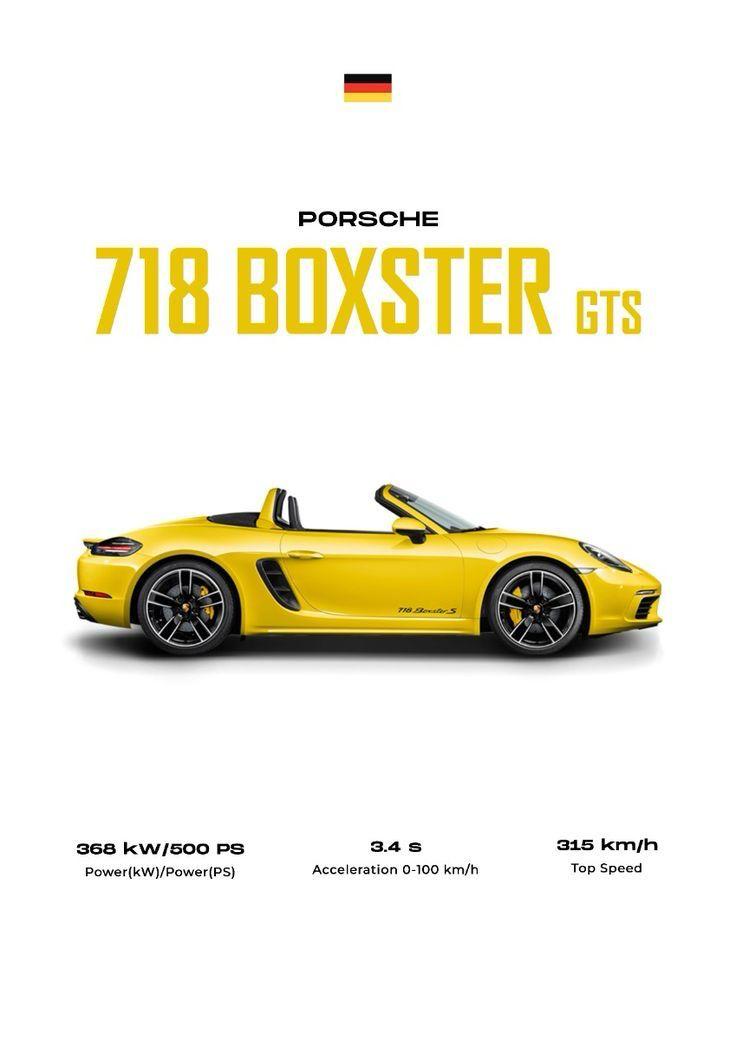 PORSCHE
718 BOXSTER GTS
718 Boxster S
368 kW/500 PS
3.4 s
315 km/h
Power(kW)/Power(PS)
Acceleration 0-100 km/h
Top Speed